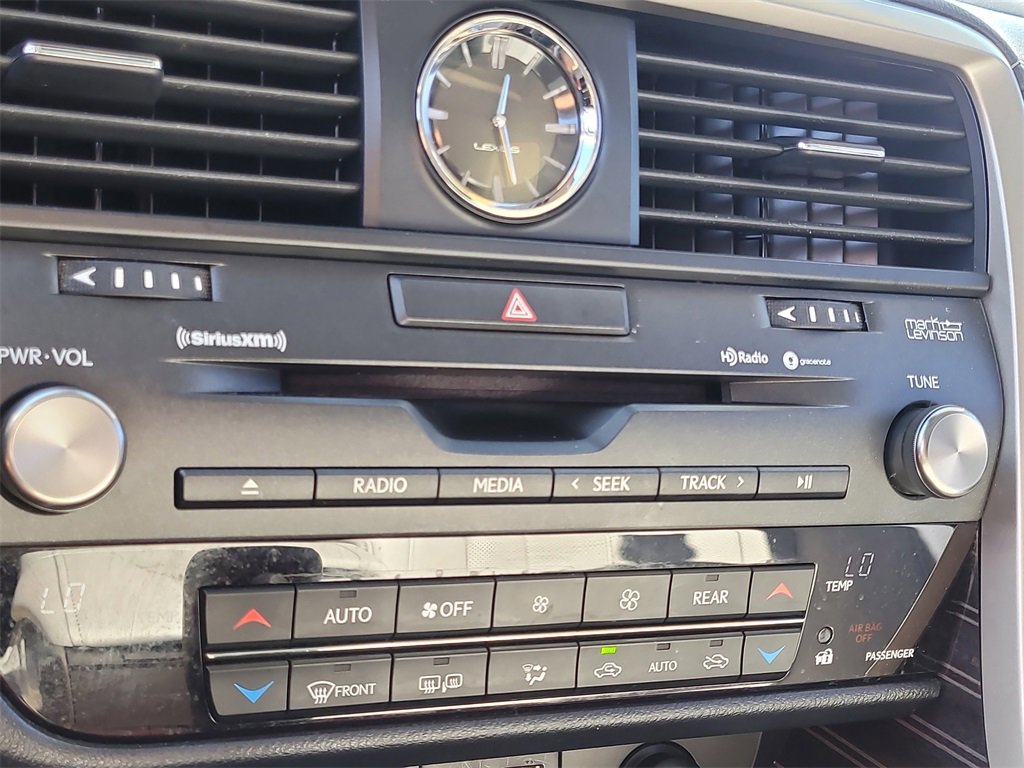 LEXUS
SiriusXM
HD Radio
gracenote
mark
Levinson
PWR·VOL
TUNE
RADIO
MEDIA
< SEEK
TRACK >
LO
LO
TEMP
AUTO
OFF
REAR
AIR BAG
OFF
PASSENGER
FRONT
AUTO